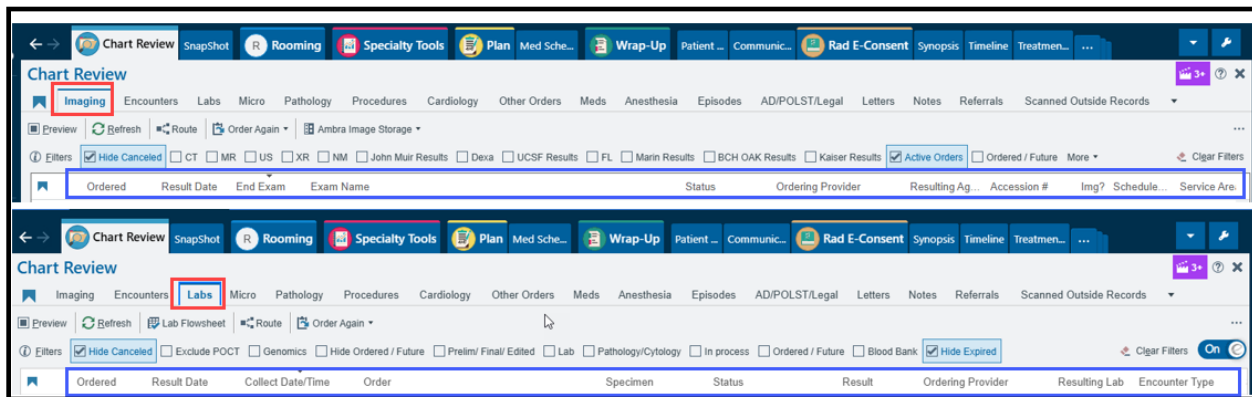 Chart Review SnapShot R Rooming Specialty Tools Plan Med Sche... Wrap-Up Patient ... Communic... Rad E-Consent Synopsis Timeline Treatmen... ...
Chart Review 3+
Imaging Encounters Labs Micro Pathology Procedures Cardiology Other Orders Meds Anesthesia Episodes AD/POLST/Legal Letters Notes Referrals Scanned Outside Records
Preview Refresh Route Order Again Ambra Image Storage ...
Filters Hide Canceled CT MR US XR NM John Muir Results Dexa UCSF Results FL Marin Results BCH OAK Results Kaiser Results Active Orders Ordered / Future More Clear Filters
Ordered Result Date End Exam Exam Name Status Ordering Provider Resulting Ag... Accession # Img? Schedule... Service Are.
Chart Review SnapShot R Rooming Specialty Tools Plan Med Sche... Wrap-Up Patient ... Communic... Rad E-Consent Synopsis Timeline Treatmen... ...
Chart Review 3+
Imaging Encounters Labs Micro Pathology Procedures Cardiology Other Orders Meds Anesthesia Episodes AD/POLST/Legal Letters Notes Referrals Scanned Outside Records
Preview Refresh Lab Flowsheet Route Order Again ...
Filters Hide Canceled Exclude POCT Genomics Hide Ordered / Future Prelim/ Final/ Edited Lab Pathology/Cytology In process Ordered / Future Blood Bank Hide Expired Clear Filters On
Ordered Result Date Collect Date/Time Order Specimen Status Result Ordering Provider Resulting Lab Encounter Type